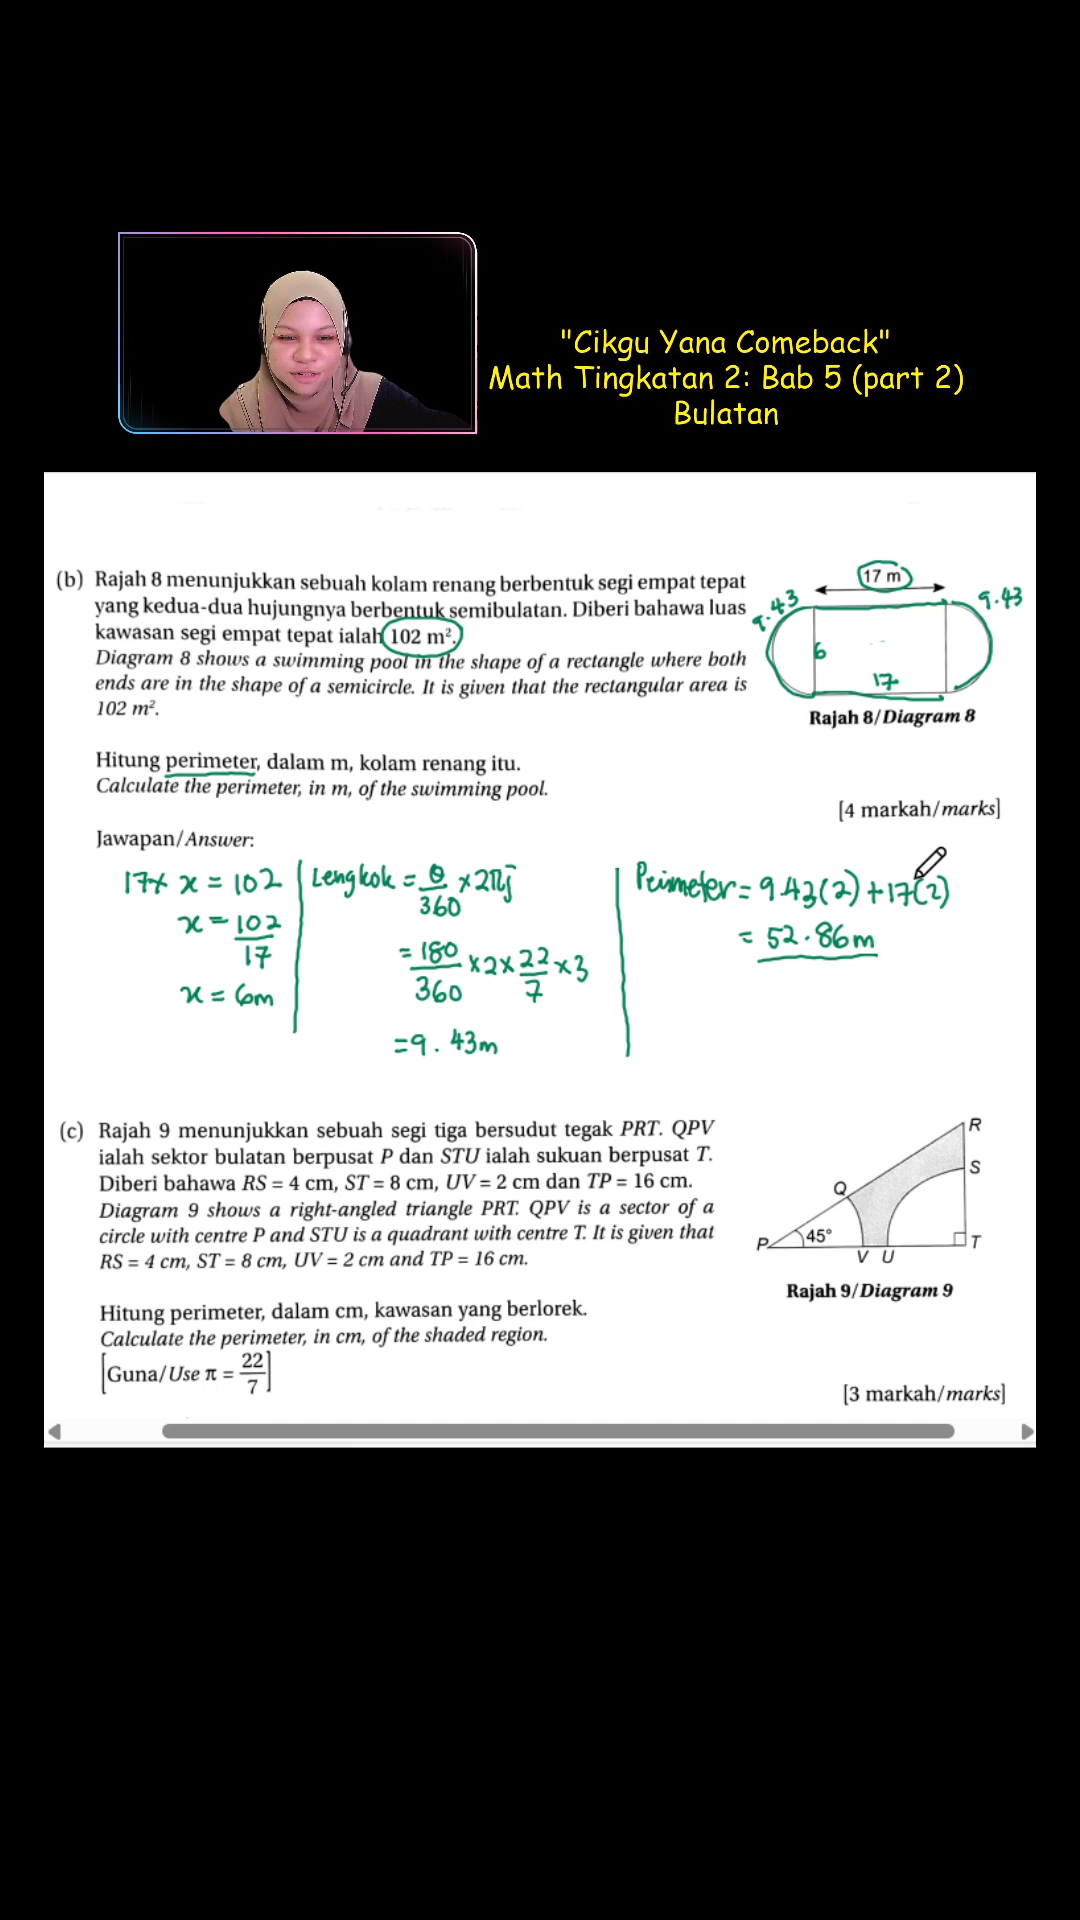 "Cikgu Yana Comeback"
Math Tingkatan 2: Bab 5 (part 2)
Bulatan
(b) Rajah 8 menunjukkan sebuah kolam renang berbentuk segi empat tepat
yang kedua-dua hujungnya berbentuk semibulatan. Diberi bahawa luas
kawasan segi empat tepat ialah 102 m².
Diagram 8 shows a swimming pool in the shape of a rectangle where both
ends are in the shape of a semicircle. It is given that the rectangular area is
102 m².
17 m
9.43
9.43
6
17
Rajah 8/Diagram 8
Hitung perimeter, dalam m, kolam renang itu.
Calculate the perimeter, in m, of the swimming pool.
[4 markah/marks]
Jawapan/Answer:
17 × x = 102
x = 102/17
x = 6m
Lengkok = θ/360 × 2πj
= 180/360 × 2 × 22/7 × 3
= 9.43m
Perimeter = 9.43(2) + 17(2)
= 52.86m
(c) Rajah 9 menunjukkan sebuah segi tiga bersudut tegak PRT. QPV
ialah sektor bulatan berpusat P dan STU ialah sukuan berpusat T.
Diberi bahawa RS = 4 cm, ST = 8 cm, UV = 2 cm dan TP = 16 cm.
Diagram 9 shows a right-angled triangle PRT. QPV is a sector of a
circle with centre P and STU is a quadrant with centre T. It is given that
RS = 4 cm, ST = 8 cm, UV = 2 cm and TP = 16 cm.
R
S
Q
P
45°
T
V U
Rajah 9/Diagram 9
Hitung perimeter, dalam cm, kawasan yang berlorek.
Calculate the perimeter, in cm, of the shaded region.
[Guna/Use π = 22/7]
[3 markah/marks]